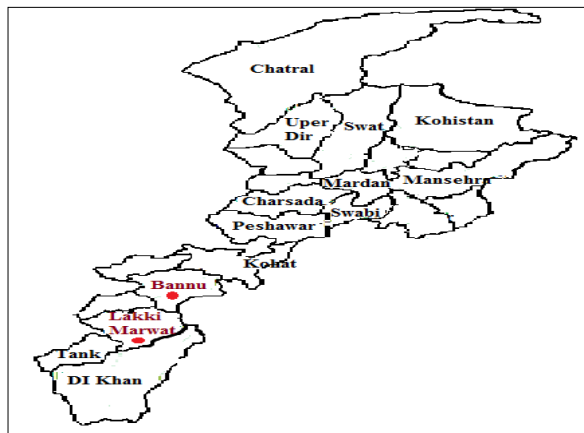 Chatral
Uper
Dir
Swat
Kohistan
Mardan
Mansehra
Charsada
Swabi
Peshawar
Kohat
Bannu
Lakki
Marwat
Tank
DI Khan